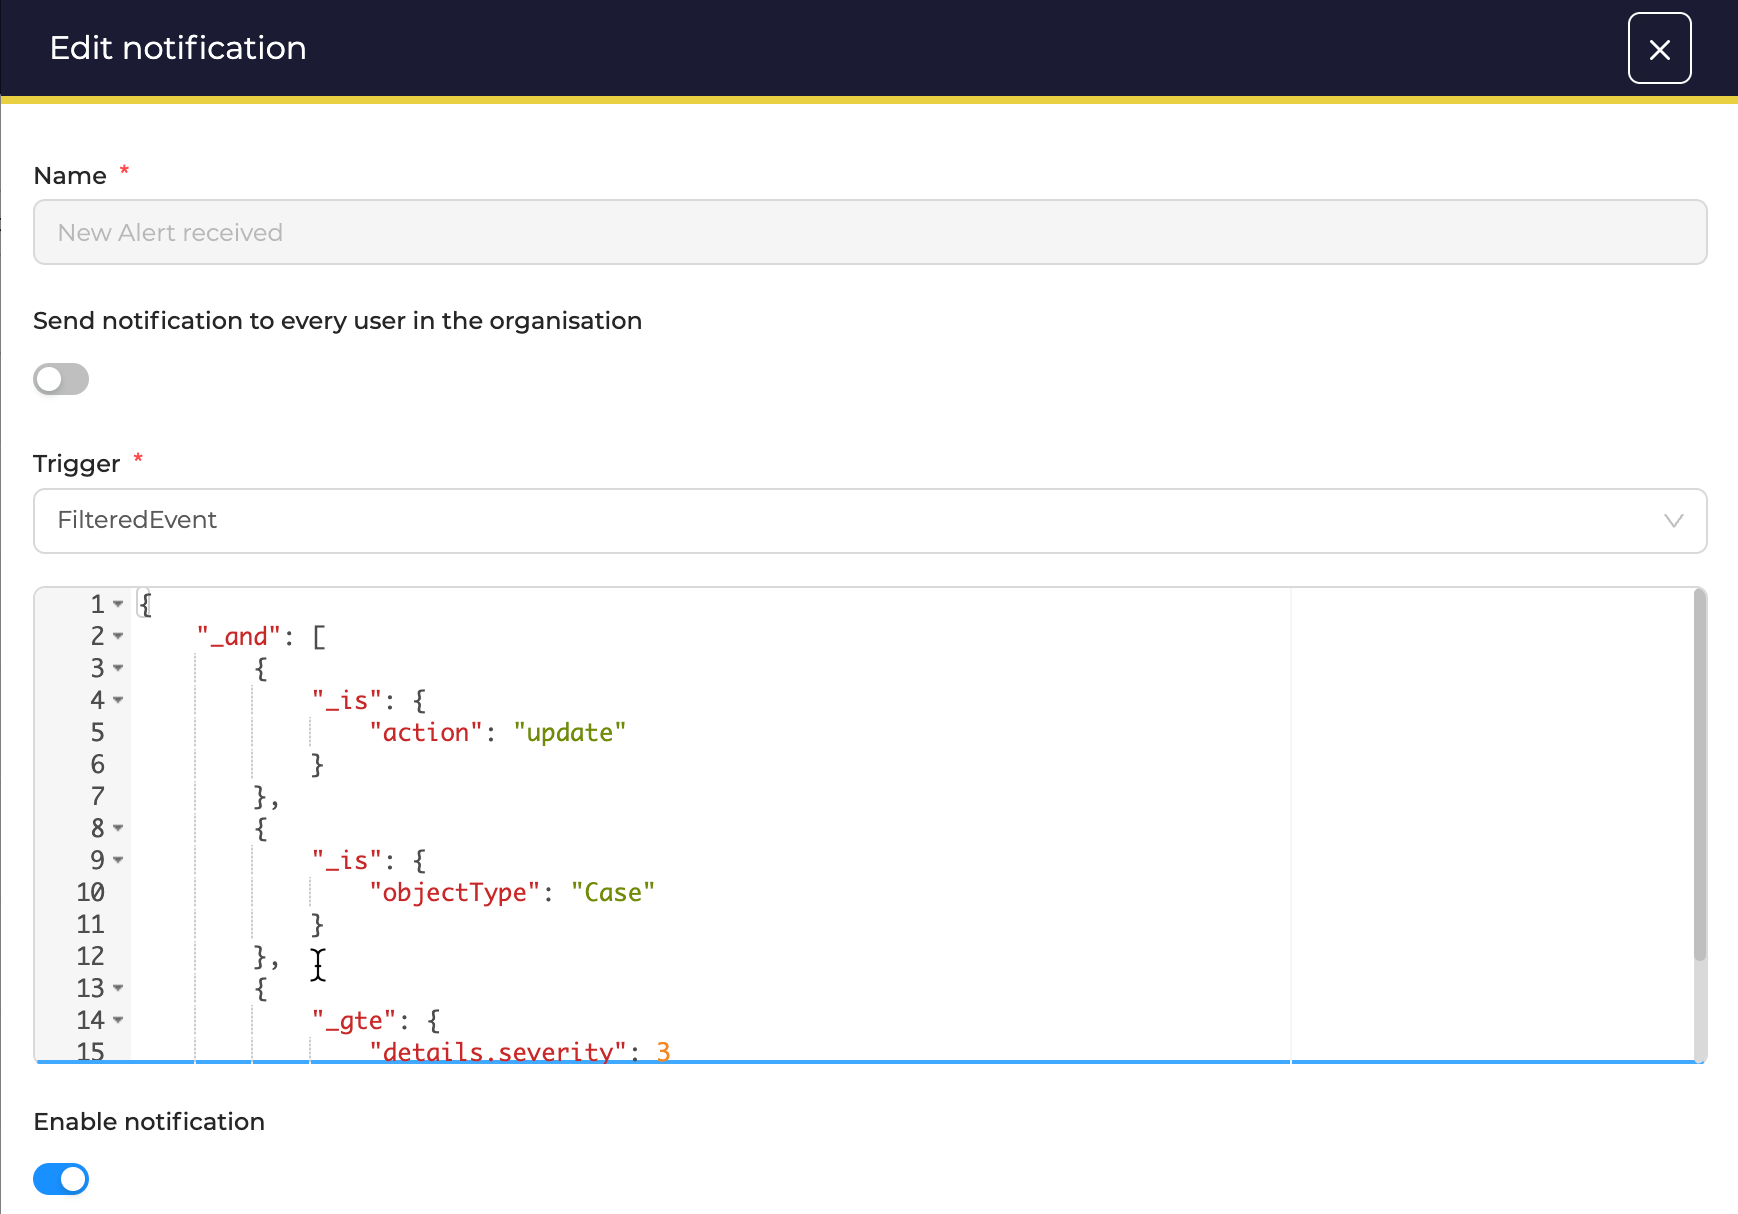 Edit notification
Name *
New Alert received
Send notification to every user in the organisation
Trigger *
FilteredEvent
1 {
2 "_and": [
3 {
4 "_is": {
5 "action": "update"
6 }
7 },
8 {
9 "_is": {
10 "objectType": "Case"
11 }
12 },
13 {
14 "_gte": {
15 "details.severity": 3
Enable notification